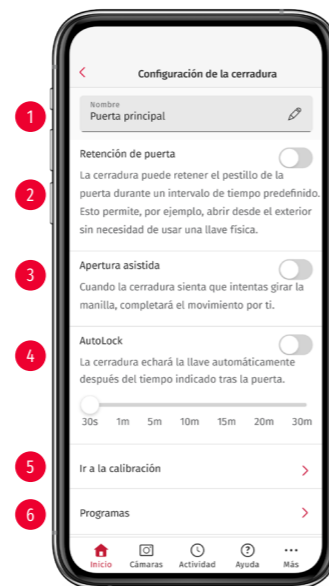 Configuración de la cerradura
1
Nombre
Puerta principal
Retención de puerta
2
La cerradura puede retener el pestillo de la
puerta durante un intervalo de tiempo predefinido.
Esto permite, por ejemplo, abrir desde el exterior
sin necesidad de usar una llave física.
3
Apertura asistida
Cuando la cerradura sienta que intentas girar la
manilla, completará el movimiento por ti.
4
AutoLock
La cerradura echará la llave automáticamente
después del tiempo indicado tras la puerta.
30s 1m 5m 10m 15m 20m 30m
5
Ir a la calibración
6
Programas
Inicio Cámaras Actividad Ayuda Más